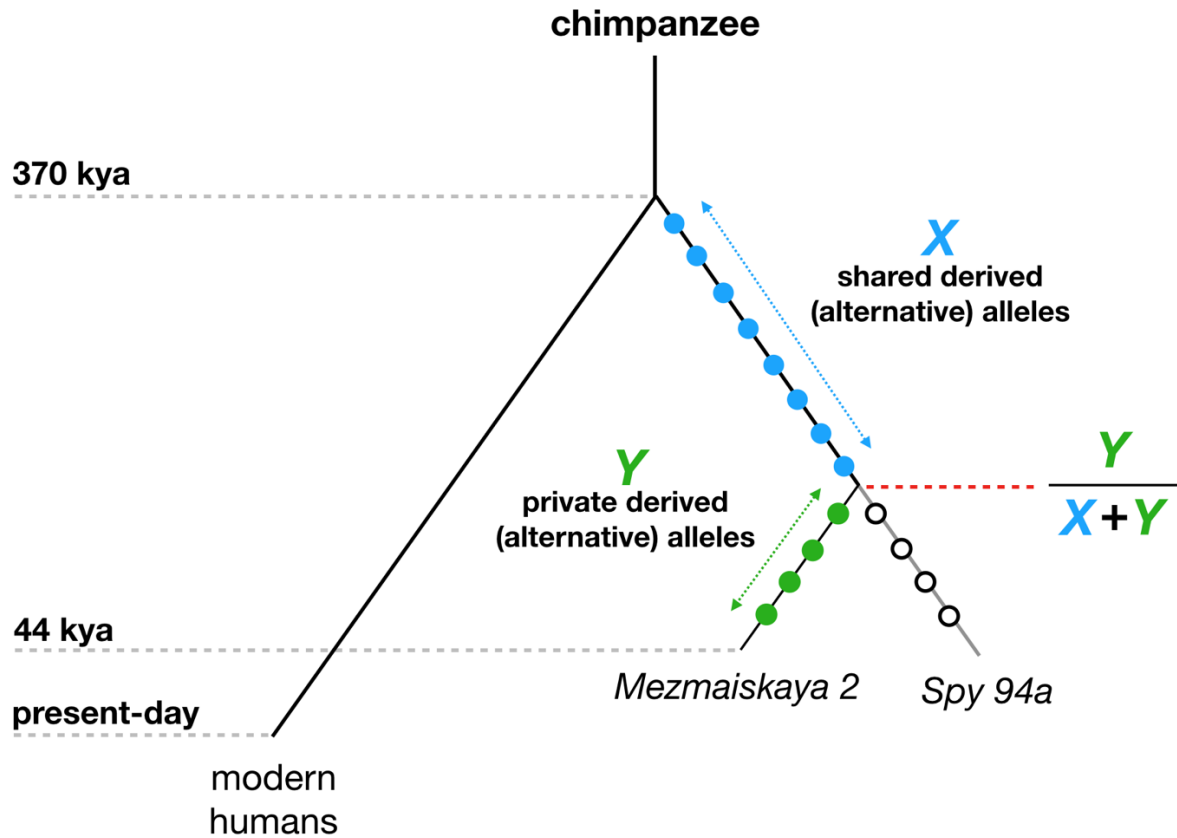 chimpanzee
370 kya
X
shared derived
(alternative) alleles
Y
private derived
(alternative) alleles
Y
X + Y
44 kya
Mezmaiskaya 2
Spy 94a
present-day
modern
humans